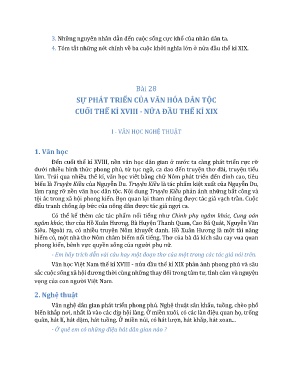 3. Những nguyên nhân dẫn đến cuộc sống cực khổ của nhân dân ta.
4. Tóm tắt những nét chính về ba cuộc khởi nghĩa lớn ở nửa đầu thế kỉ XIX.
Bài 28
SỰ PHÁT TRIỂN CỦA VĂN HÓA DÂN TỘC
CUỐI THẾ KỈ XVIII - NỬA ĐẦU THẾ KỈ XIX
I - VĂN HỌC NGHỆ THUẬT
1. Văn học
Đến cuối thế kỉ XVIII, nền văn học dân gian ở nước ta càng phát triển rực rỡ
dưới nhiều hình thức phong phú, từ tục ngữ, ca dao đến truyện thơ dài, truyện tiếu
lâm. Trải qua nhiều thế kỉ, văn học viết bằng chữ Nôm phát triển đến đỉnh cao, tiêu
biểu là Truyện Kiều của Nguyễn Du. Truyện Kiều là tác phẩm kiệt xuất của Nguyễn Du,
làm rạng rỡ nền văn học dân tộc. Nội dung Truyện Kiều phản ánh những bất công và
tội ác trong xã hội phong kiến. Bọn quan lại tham nhũng được tác giả vạch trần. Cuộc
đấu tranh chống áp bức của nông dân được tác giả ngợi ca.
Có thể kể thêm các tác phẩm nổi tiếng như Chinh phụ ngâm khúc, Cung oán
ngâm khúc, thơ của Hồ Xuân Hương, Bà Huyện Thanh Quan, Cao Bá Quát, Nguyễn Văn
Siêu. Ngoài ra, có nhiều truyện Nôm khuyết danh. Hồ Xuân Hương là một tài năng
hiếm có, một nhà thơ Nôm châm biếm nổi tiếng. Thơ của bà đả kích sâu cay vua quan
phong kiến, bênh vực quyền sống của người phụ nữ.
- Em hãy trích dẫn vài câu hay một đoạn thơ của một trong các tác giả nói trên.
Văn học Việt Nam thế kỉ XVIII - nửa đầu thế kỉ XIX phản ánh phong phú và sâu
sắc cuộc sống xã hội đương thời cùng những thay đổi trong tâm tư, tình cảm và nguyện
vọng của con người Việt Nam.
2. Nghệ thuật
Văn nghệ dân gian phát triển phong phú. Nghệ thuật sân khấu, tuồng, chèo phổ
biến khắp nơi, nhất là vào các dịp hội làng. Ở miền xuôi, có các làn điệu quan họ, trống
quân, hát lí, hát dặm, hát tuồng. Ở miền núi, có hát lượn, hát khắp, hát xoan...
- Ở quê em có những điệu hát dân gian nào ?